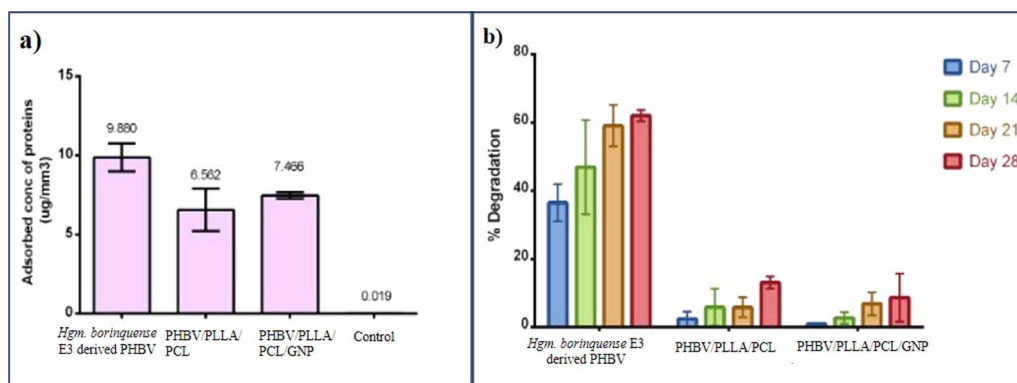 a)
Adsorbed conc of proteins
(ug/mm3)
15
10
5
0
9.880
6.562
7.466
0.019
Hgm. borinquense
E3 derived PHBV
PHBV/PLLA/
PCL
PHBV/PLLA/
PCL/GNP
Control
b)
% Degradation
80
60
40
20
0
Day 7
Day 14
Day 21
Day 28
Hgm. borinquense E3
derived PHBV
PHBV/PLLA/PCL
PHBV/PLLA/PCL/GNP